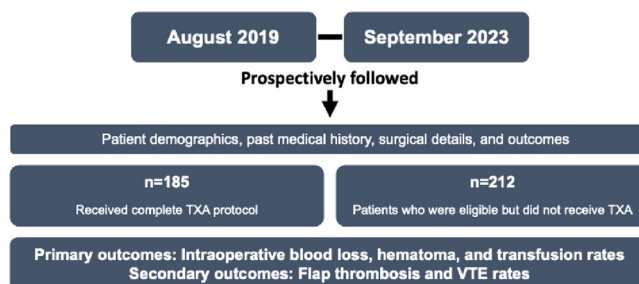 August 2019
September 2023
Prospectively followed
Patient demographics, past medical history, surgical details, and outcomes
n=185
Received complete TXA protocol
n=212
Patients who were eligible but did not receive TXA
Primary outcomes: Intraoperative blood loss, hematoma, and transfusion rates
Secondary outcomes: Flap thrombosis and VTE rates